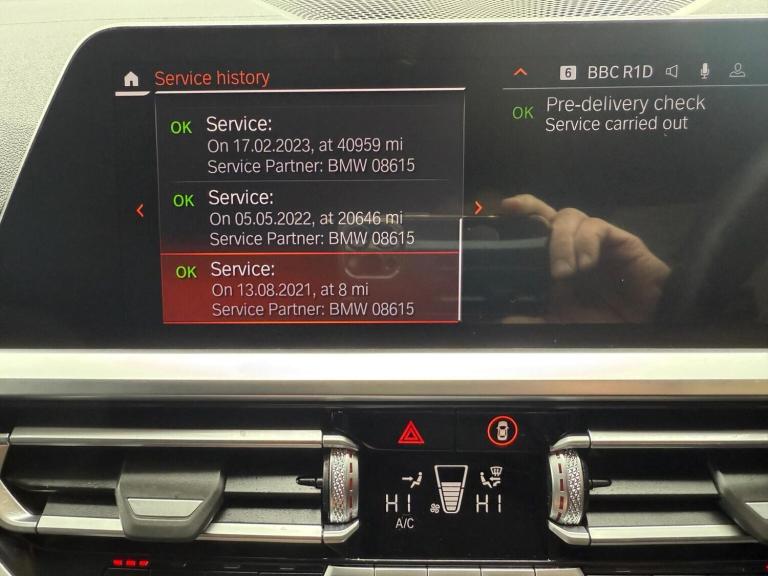 Service history
6 BBC R1D
OK Service:
On 17.02.2023, at 40959 mi
Service Partner: BMW 08615
OK Service:
On 05.05.2022, at 20646 mi
Service Partner: BMW 08615
OK Service:
On 13.08.2021, at 8 mi
Service Partner: BMW 08615
OK Pre-delivery check
Service carried out
HI HI
A/C